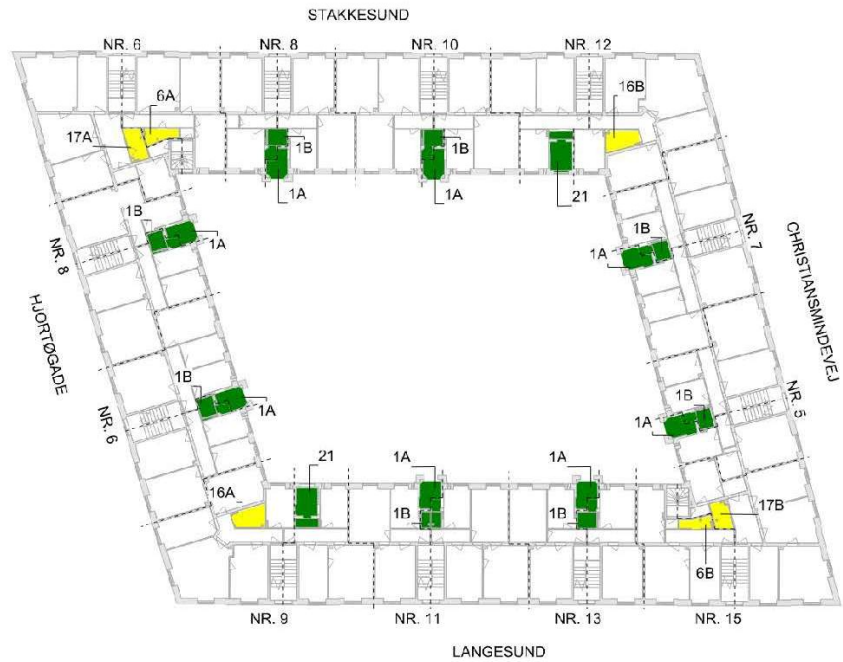 STAKKESUND
NR. 6
NR. 8
NR. 10
NR. 12
6A
16B
17A
1B
1B
1A
1A
21
1B
1A
NR. 8
1B
1A
NR. 7
CHRISTIANSMINDEVEJ
HJORTØGADE
1B
1A
NR. 6
1B
1A
NR. 5
21
1A
1A
16A
1B
1B
17B
6B
NR. 9
NR. 11
NR. 13
NR. 15
LANGESUND